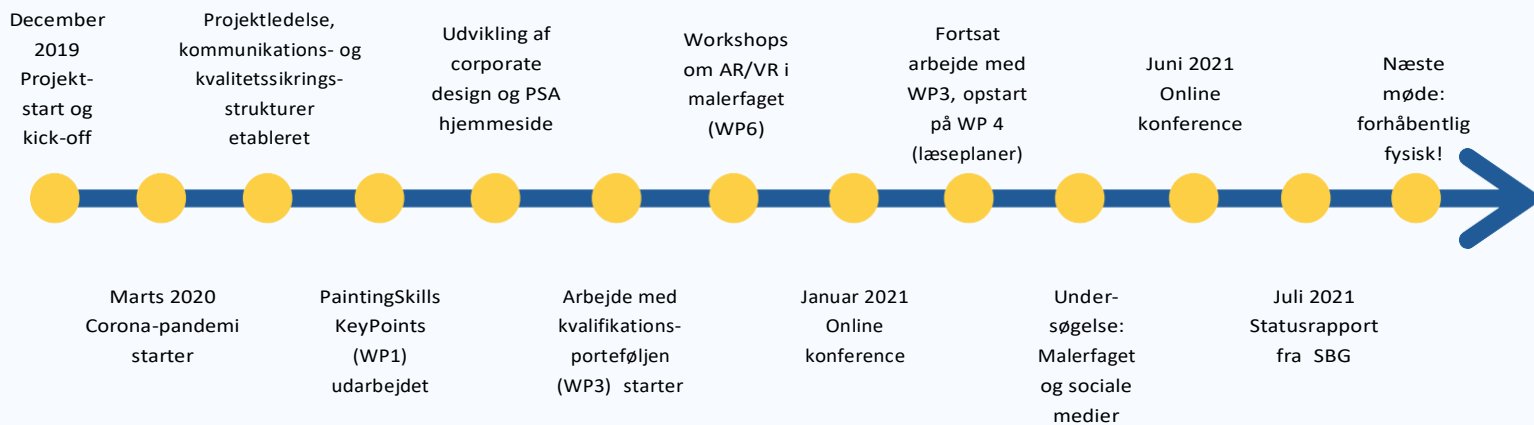 December
2019
Projekt-
start og
kick-off
Marts 2020
Corona-pandemi
starter
Projektledelse,
kommunikations- og
kvalitetssikrings-
strukturer
etableret
PaintingSkills
KeyPoints
(WP1)
udarbejdet
Udvikling af
corporate
design og PSA
hjemmeside
Arbejde med
kvalifikations-
porteføljen
(WP3) starter
Workshops
om AR/VR i
malerfaget
(WP6)
Januar 2021
Online
konference
Fortsat
arbejde med
WP3, opstart
på WP 4
(læseplaner)
Under-
søgelse:
Malerfaget
og sociale
medier
Juni 2021
Online
konference
Juli 2021
Statusrapport
fra SBG
Næste
møde:
forhåbentlig
fysisk!